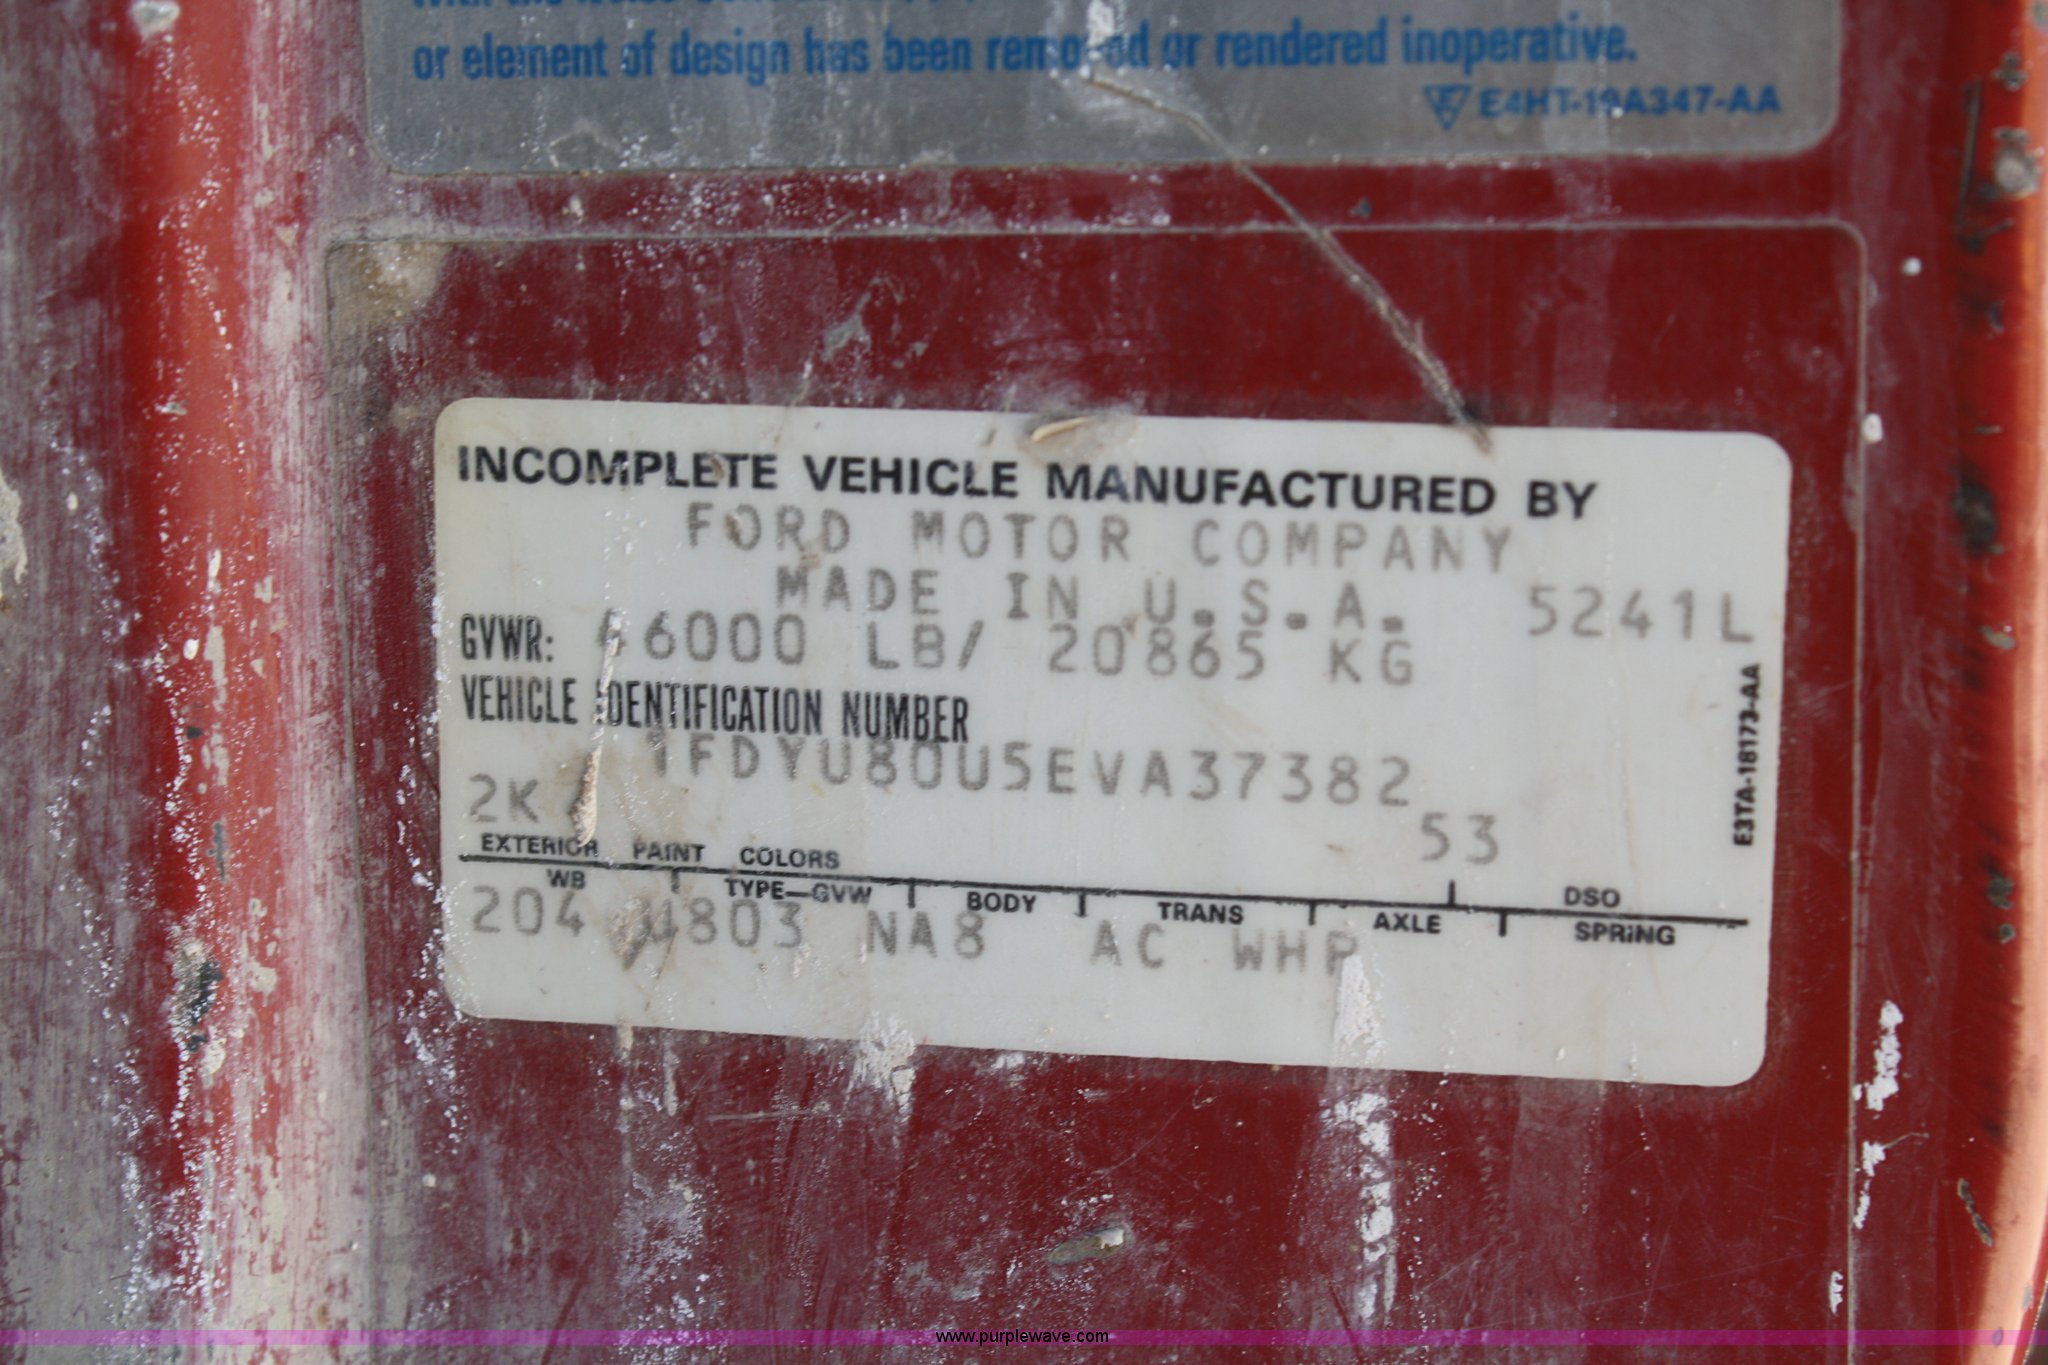 or element of design has been removed or rendered inoperative.
E4HT-19A347-AA
INCOMPLETE VEHICLE MANUFACTURED BY
FORD MOTOR COMPANY
MADE IN U.S.A. 5241L
GVWR: 46000 LB/ 20865 KG
VEHICLE IDENTIFICATION NUMBER
1FDYU80U5EVA37382
E3TA-18173-AA
2K 53
EXTERIOR PAINT COLORS DSO
WB TYPE—GVW BODY TRANS AXLE SPRING
204 U803 NA8 AC WHP
www.purplewave.com